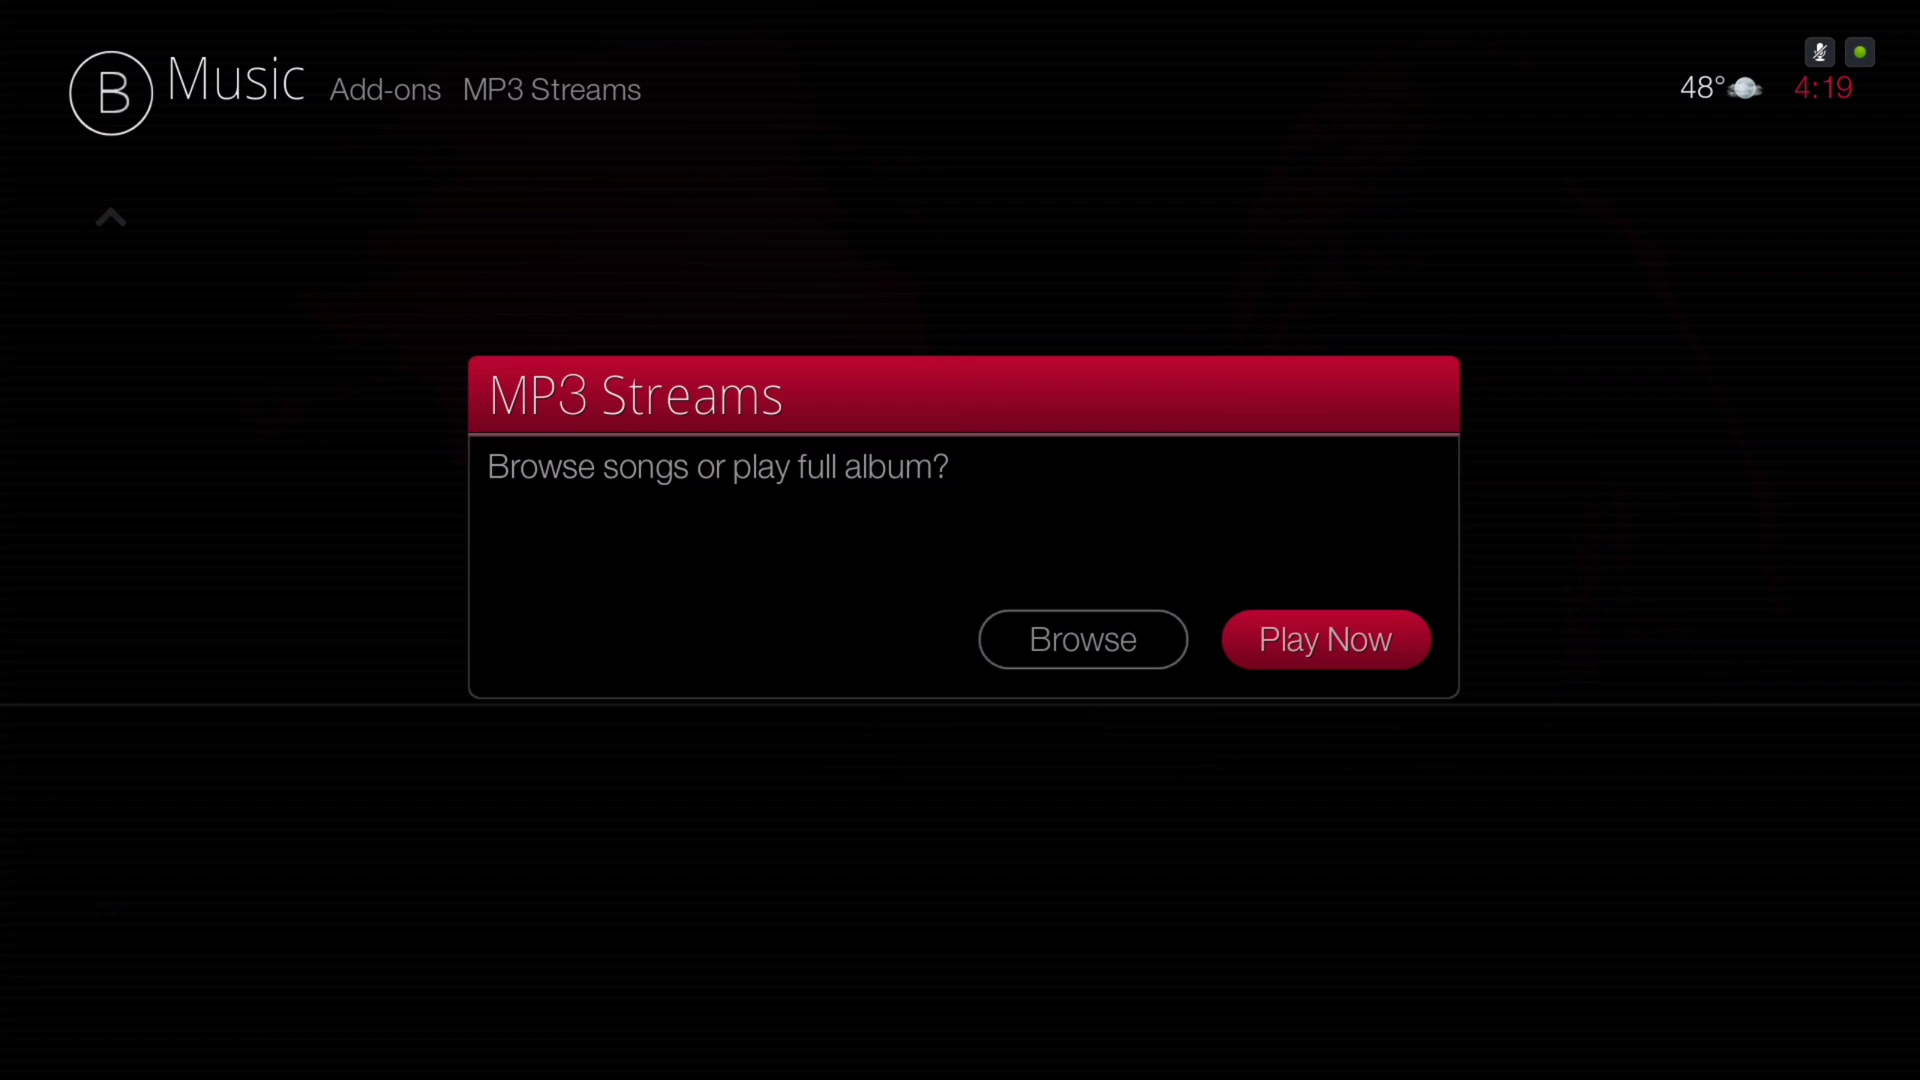 B Music Add-ons MP3 Streams
48° 4:19
MP3 Streams
Browse songs or play full album?
Browse Play Now